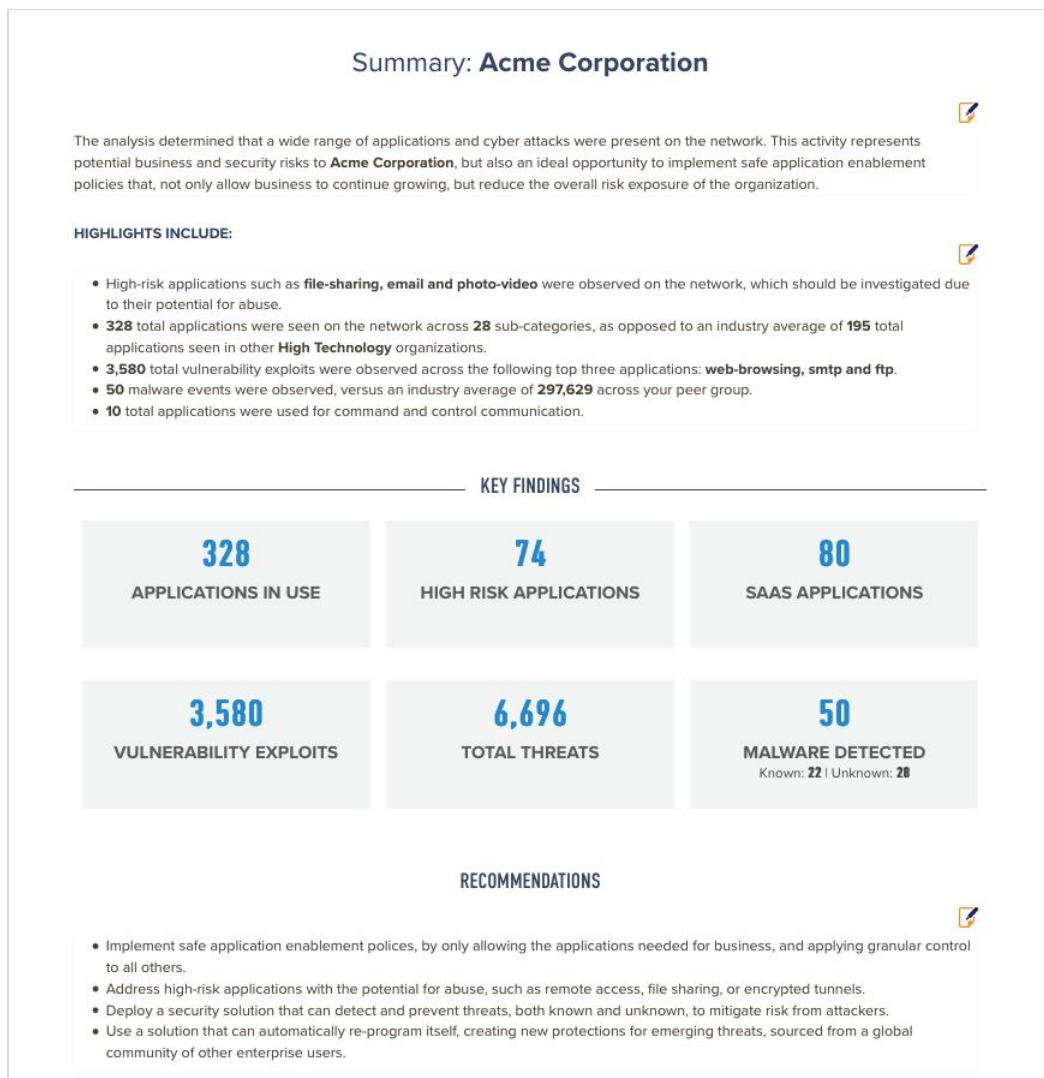 Summary: Acme Corporation
The analysis determined that a wide range of applications and cyber attacks were present on the network. This activity represents
potential business and security risks to Acme Corporation, but also an ideal opportunity to implement safe application enablement
policies that, not only allow business to continue growing, but reduce the overall risk exposure of the organization.
HIGHLIGHTS INCLUDE:
• High-risk applications such as file-sharing, email and photo-video were observed on the network, which should be investigated due
to their potential for abuse.
• 328 total applications were seen on the network across 28 sub-categories, as opposed to an industry average of 195 total
applications seen in other High Technology organizations.
• 3,580 total vulnerability exploits were observed across the following top three applications: web-browsing, smtp and ftp.
• 50 malware events were observed, versus an industry average of 297,629 across your peer group.
• 10 total applications were used for command and control communication.
KEY FINDINGS
328
APPLICATIONS IN USE
74
HIGH RISK APPLICATIONS
80
SAAS APPLICATIONS
3,580
VULNERABILITY EXPLOITS
6,696
TOTAL THREATS
50
MALWARE DETECTED
Known: 22 | Unknown: 28
RECOMMENDATIONS
• Implement safe application enablement polices, by only allowing the applications needed for business, and applying granular control
to all others.
• Address high-risk applications with the potential for abuse, such as remote access, file sharing, or encrypted tunnels.
• Deploy a security solution that can detect and prevent threats, both known and unknown, to mitigate risk from attackers.
• Use a solution that can automatically re-program itself, creating new protections for emerging threats, sourced from a global
community of other enterprise users.